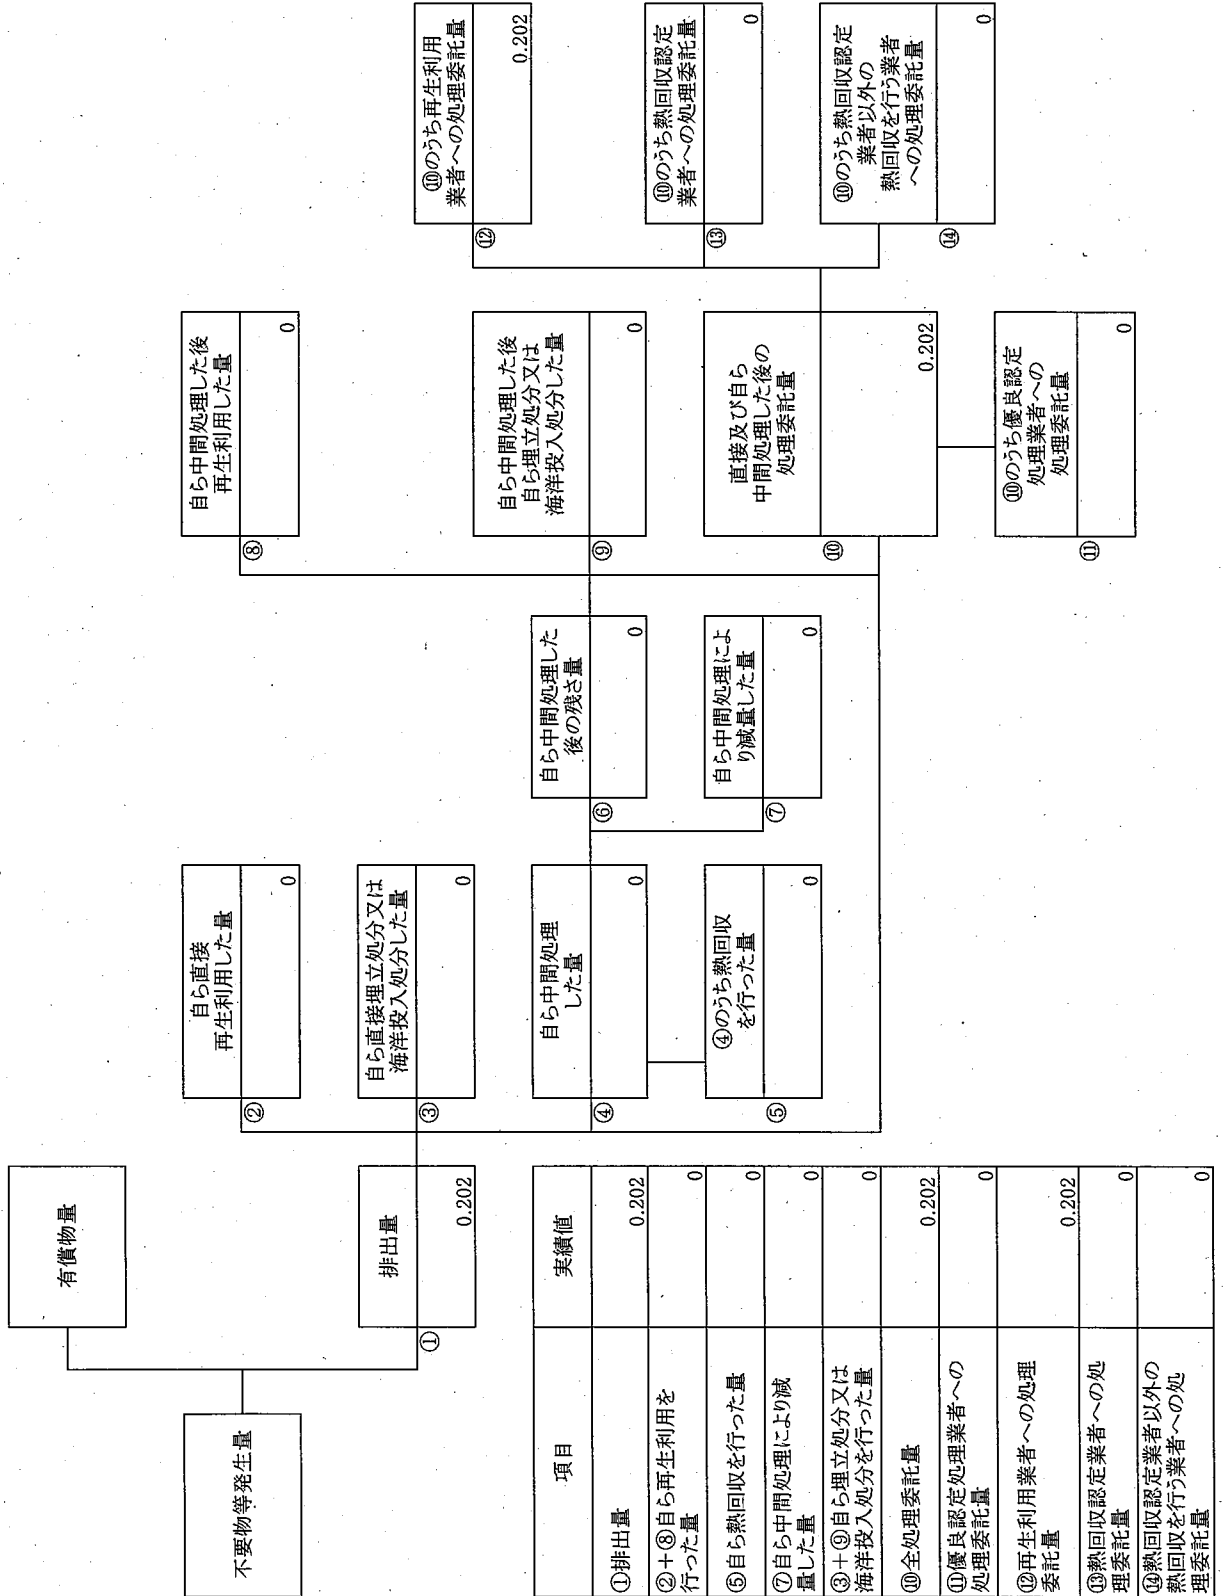 不要物等発生量
有償物量
①
排出量
0.202
②
自ら直接
再生利用した量
0
③
自ら直接埋立処分又は
海洋投入処分した量
0
④
自ら中間処理
した量
0
⑤
④のうち熱回収
を行った量
0
⑥
自ら中間処理した
後の残さ量
0
⑦
自ら中間処理によ
り減量した量
0
⑧
自ら中間処理した後
再生利用した量
0
⑨
自ら中間処理した後
自ら埋立処分又は
海洋投入処分した量
0
⑩
直接及び自ら
中間処理した後の
処理委託量
0.202
⑪
⑩のうち優良認定
処理業者への
処理委託量
0
⑫
⑩のうち再生利用
業者への処理委託量
0.202
⑬
⑩のうち熱回収認定
業者への処理委託量
0
⑭
⑩のうち熱回収認定
業者以外の
熱回収を行う業者
への処理委託量
0
項目 実績値
①排出量 0.202
②+⑧自ら再生利用を
行った量 0
⑤自ら熱回収を行った量 0
⑦自ら中間処理により減
量した量 0
③+⑨自ら埋立処分又は
海洋投入処分を行った量 0
⑩全処理委託量 0.202
⑪優良認定処理業者への
処理委託量 0
⑫再生利用業者への処理
委託量 0.202
⑬熱回収認定業者への処
理委託量 0
⑭熱回収認定業者以外の
熱回収を行う業者への処
理委託量 0